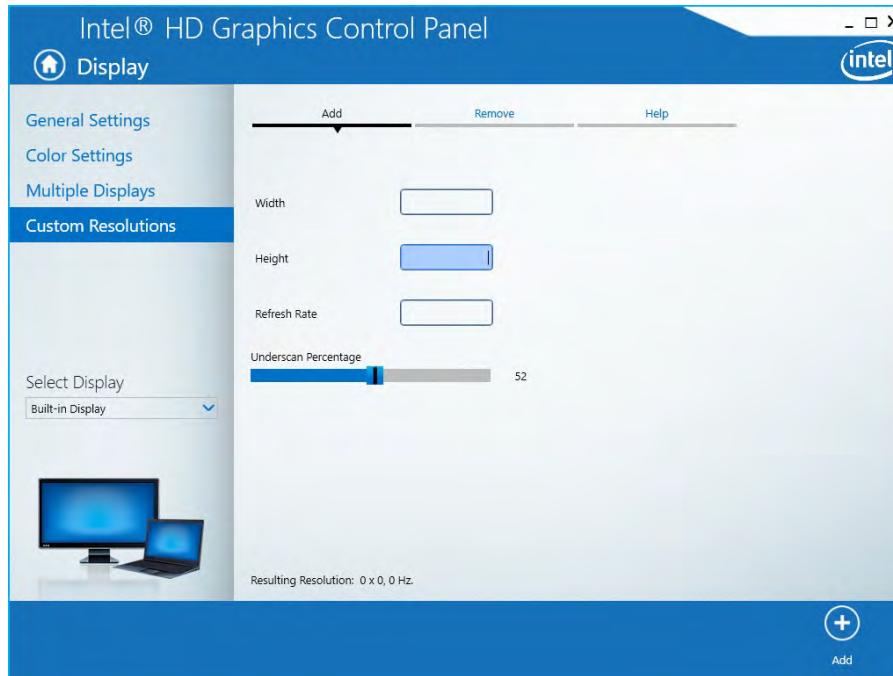 Intel® HD Graphics Control Panel
Display
intel
General Settings
Color Settings
Multiple Displays
Custom Resolutions
Select Display
Built-in Display
Add
Remove
Help
Width
Height
Refresh Rate
Underscan Percentage
52
Resulting Resolution: 0 x 0, 0 Hz.
Add